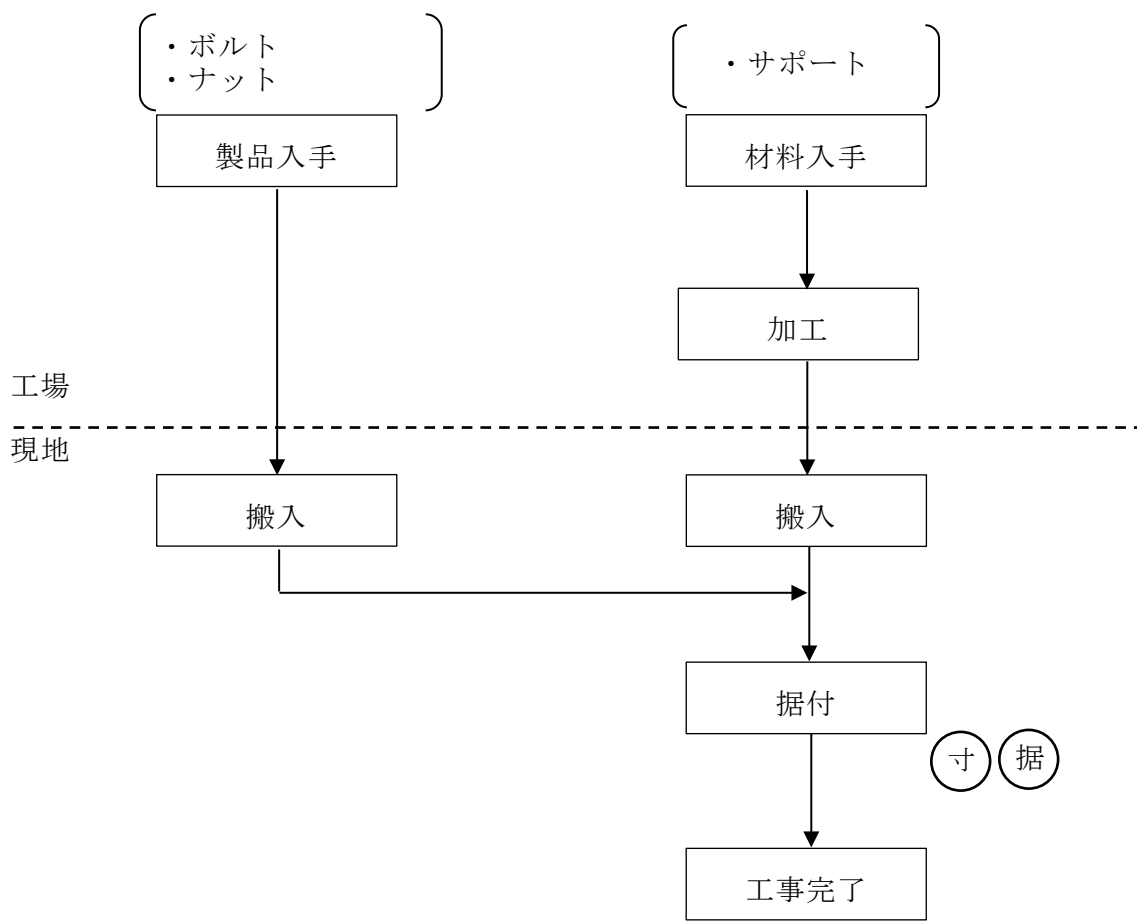 ・ボルト
・ナット
・サポート
製品入手
材料入手
加工
工場
現地
搬入
搬入
据付
寸
据
工事完了